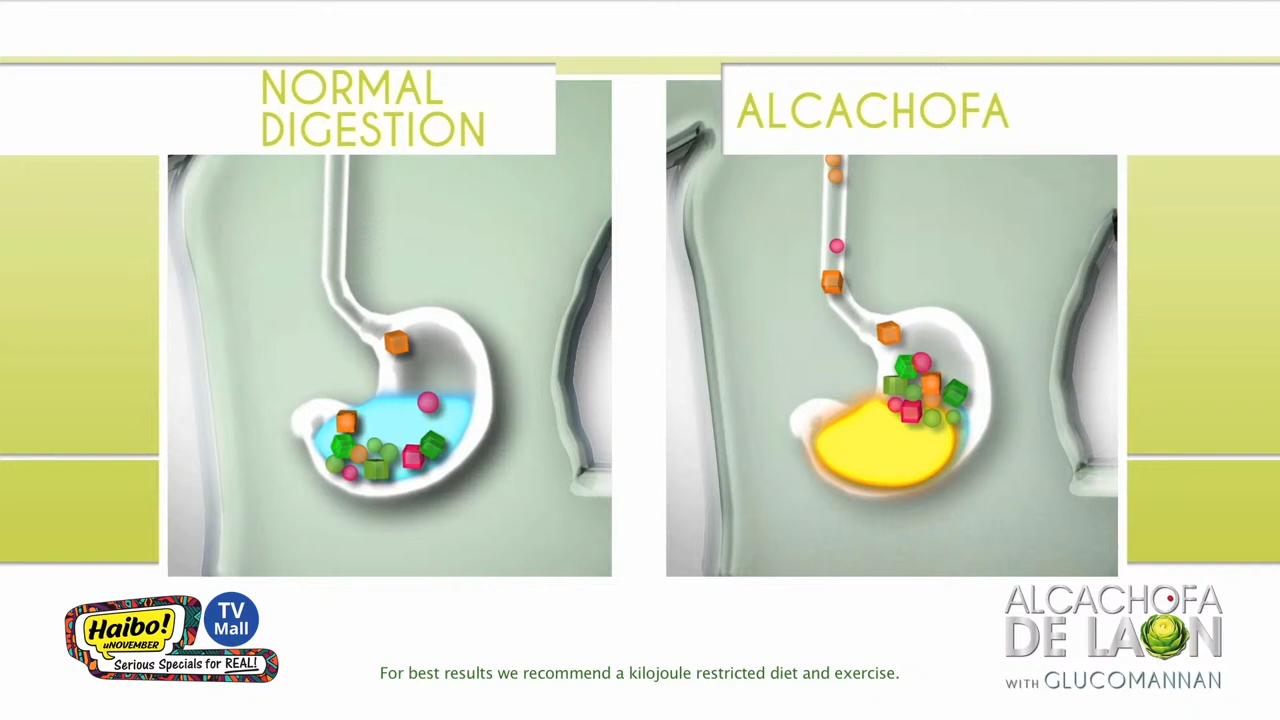 NORMAL
DIGESTION
ALCACHOFA
Haibo!
uNOVEMBER
Serious Specials for REAL!
TV
Mall
For best results we recommend a kilojoule restricted diet and exercise.
ALCACHOFA
DE LAON
WITH GLUCOMANNAN